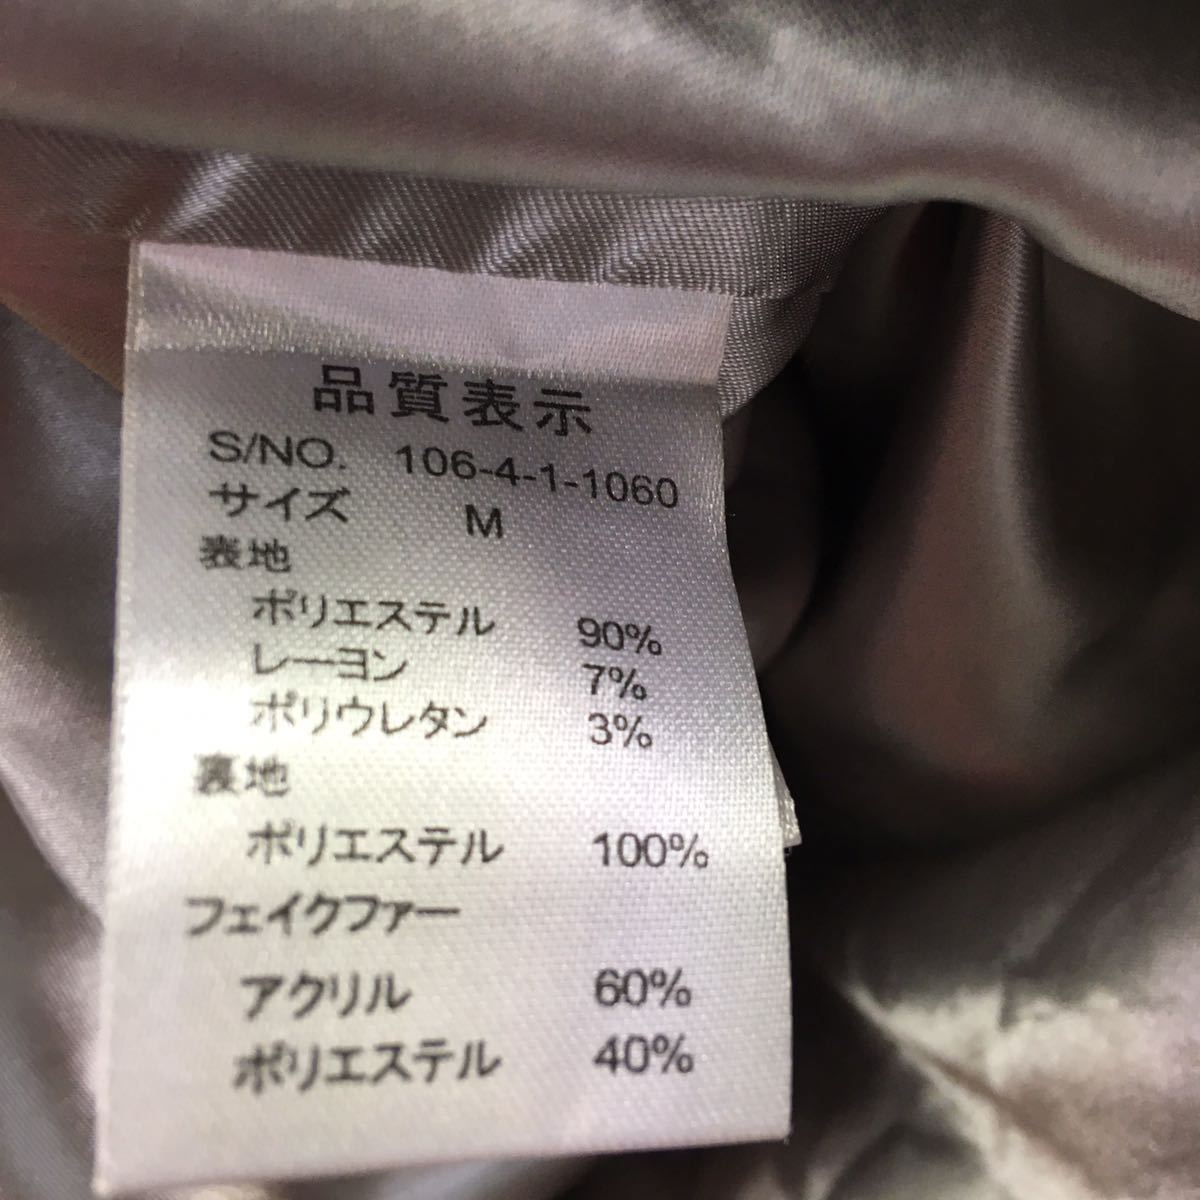 品質表示
S/NO. 106-4-1-1060
サイズ M
表地
ポリエステル 90%
レーヨン 7%
ポリウレタン 3%
裏地
ポリエステル 100%
フェイクファー
アクリル 60%
ポリエステル 40%